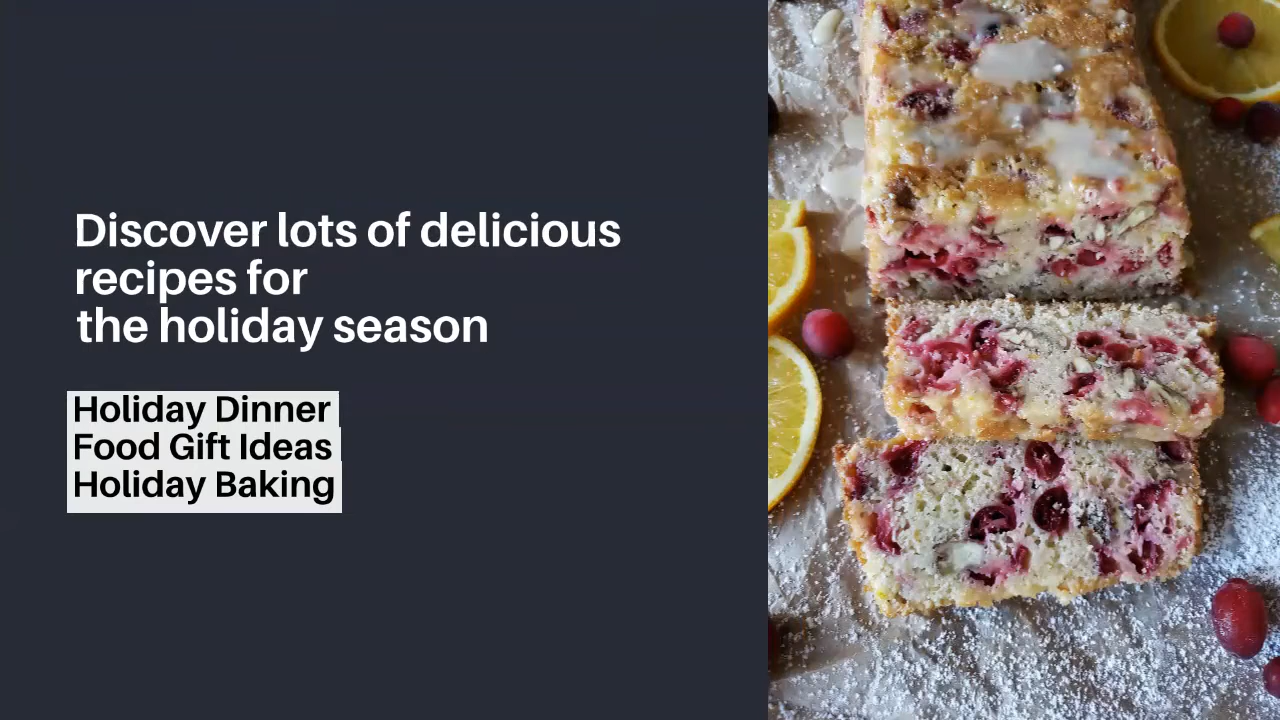 Discover lots of delicious
recipes for
the holiday season
Holiday Dinner
Food Gift Ideas
Holiday Baking